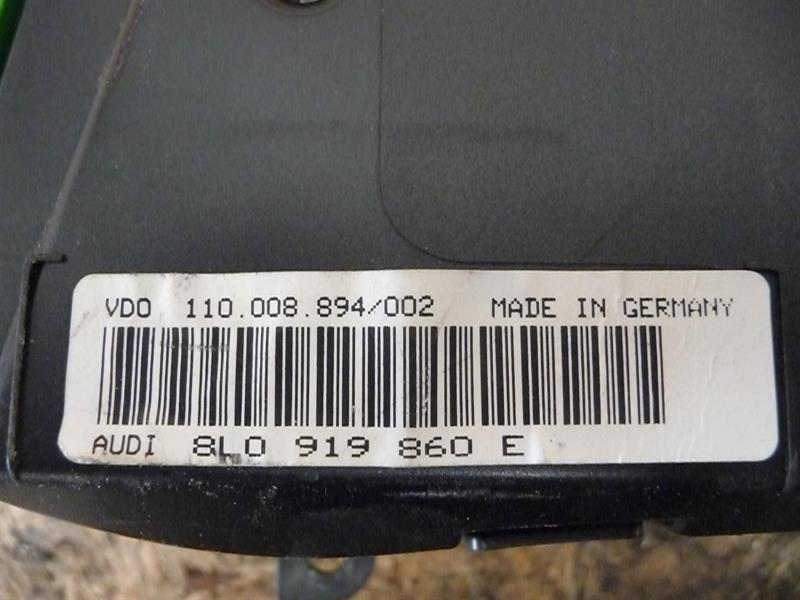 VDO 110.008.894/002 MADE IN GERMANY
AUDI 8L0 919 860 E